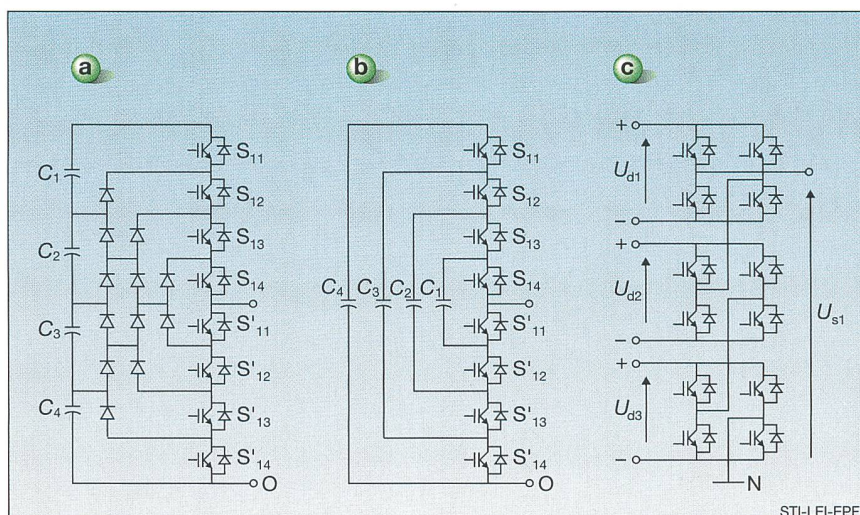 a
b
c
C1
C2
C3
C4
S11
S12
S13
S14
S'11
S'12
S'13
S'14
O
C4
C3
C2
C1
S11
S12
S13
S14
S'11
S'12
S'13
S'14
O
+
Ud1
–
+
Ud2
–
+
Ud3
–
Us1
N
STI-LEI-EPF